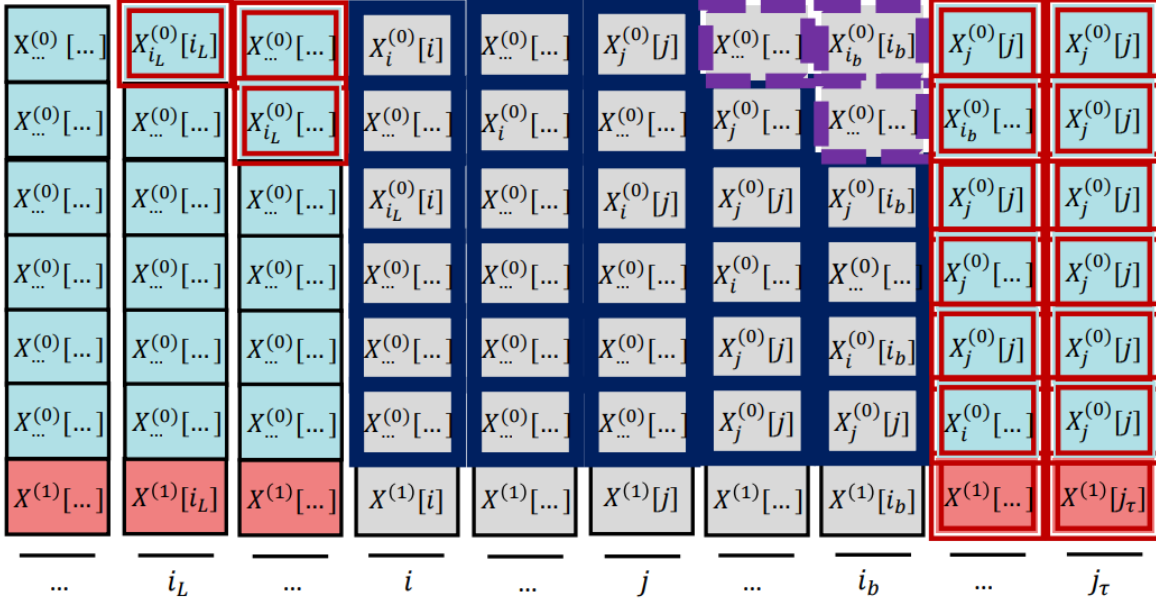 X_{...}^{(0)}[...] X_{i_L}^{(0)}[i_L] X_{...}^{(0)}[...] X_i^{(0)}[i] X_{...}^{(0)}[...] X_j^{(0)}[j] X_{...}^{(0)}[...] X_{i_b}^{(0)}[i_b] X_j^{(0)}[j] X_j^{(0)}[j]
X_{...}^{(0)}[...] X_{...}^{(0)}[...] X_{i_L}^{(0)}[...] X_{...}^{(0)}[...] X_i^{(0)}[...] X_{...}^{(0)}[...] X_j^{(0)}[...] X_{...}^{(0)}[...] X_{i_b}^{(0)}[...] X_j^{(0)}[j]
X_{...}^{(0)}[...] X_{...}^{(0)}[...] X_{...}^{(0)}[...] X_{i_L}^{(0)}[i] X_{...}^{(0)}[...] X_i^{(0)}[j] X_j^{(0)}[j] X_j^{(0)}[i_b] X_j^{(0)}[j] X_j^{(0)}[j]
X_{...}^{(0)}[...] X_{...}^{(0)}[...] X_{...}^{(0)}[...] X_{...}^{(0)}[...] X_{...}^{(0)}[...] X_{...}^{(0)}[...] X_i^{(0)}[...] X_{...}^{(0)}[...] X_j^{(0)}[...] X_j^{(0)}[j]
X_{...}^{(0)}[...] X_{...}^{(0)}[...] X_{...}^{(0)}[...] X_{...}^{(0)}[...] X_{...}^{(0)}[...] X_{...}^{(0)}[...] X_j^{(0)}[j] X_i^{(0)}[i_b] X_j^{(0)}[j] X_j^{(0)}[j]
X_{...}^{(0)}[...] X_{...}^{(0)}[...] X_{...}^{(0)}[...] X_{...}^{(0)}[...] X_{...}^{(0)}[...] X_{...}^{(0)}[...] X_j^{(0)}[j] X_j^{(0)}[j] X_i^{(0)}[...] X_j^{(0)}[j]
X^{(1)}[...] X^{(1)}[i_L] X^{(1)}[...] X^{(1)}[i] X^{(1)}[...] X^{(1)}[j] X^{(1)}[...] X^{(1)}[i_b] X^{(1)}[...] X^{(1)}[j_τ]
... i_L ... i ... j ... i_b ... j_τ